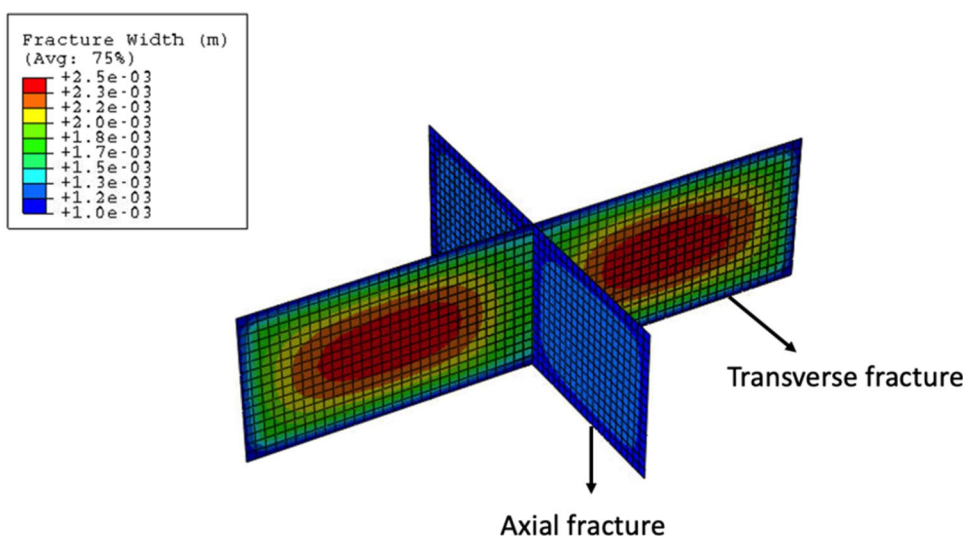 Fracture Width (m)
(Avg: 75%)
+2.5e-03
+2.3e-03
+2.2e-03
+2.0e-03
+1.8e-03
+1.7e-03
+1.5e-03
+1.3e-03
+1.2e-03
+1.0e-03
Transverse fracture
Axial fracture